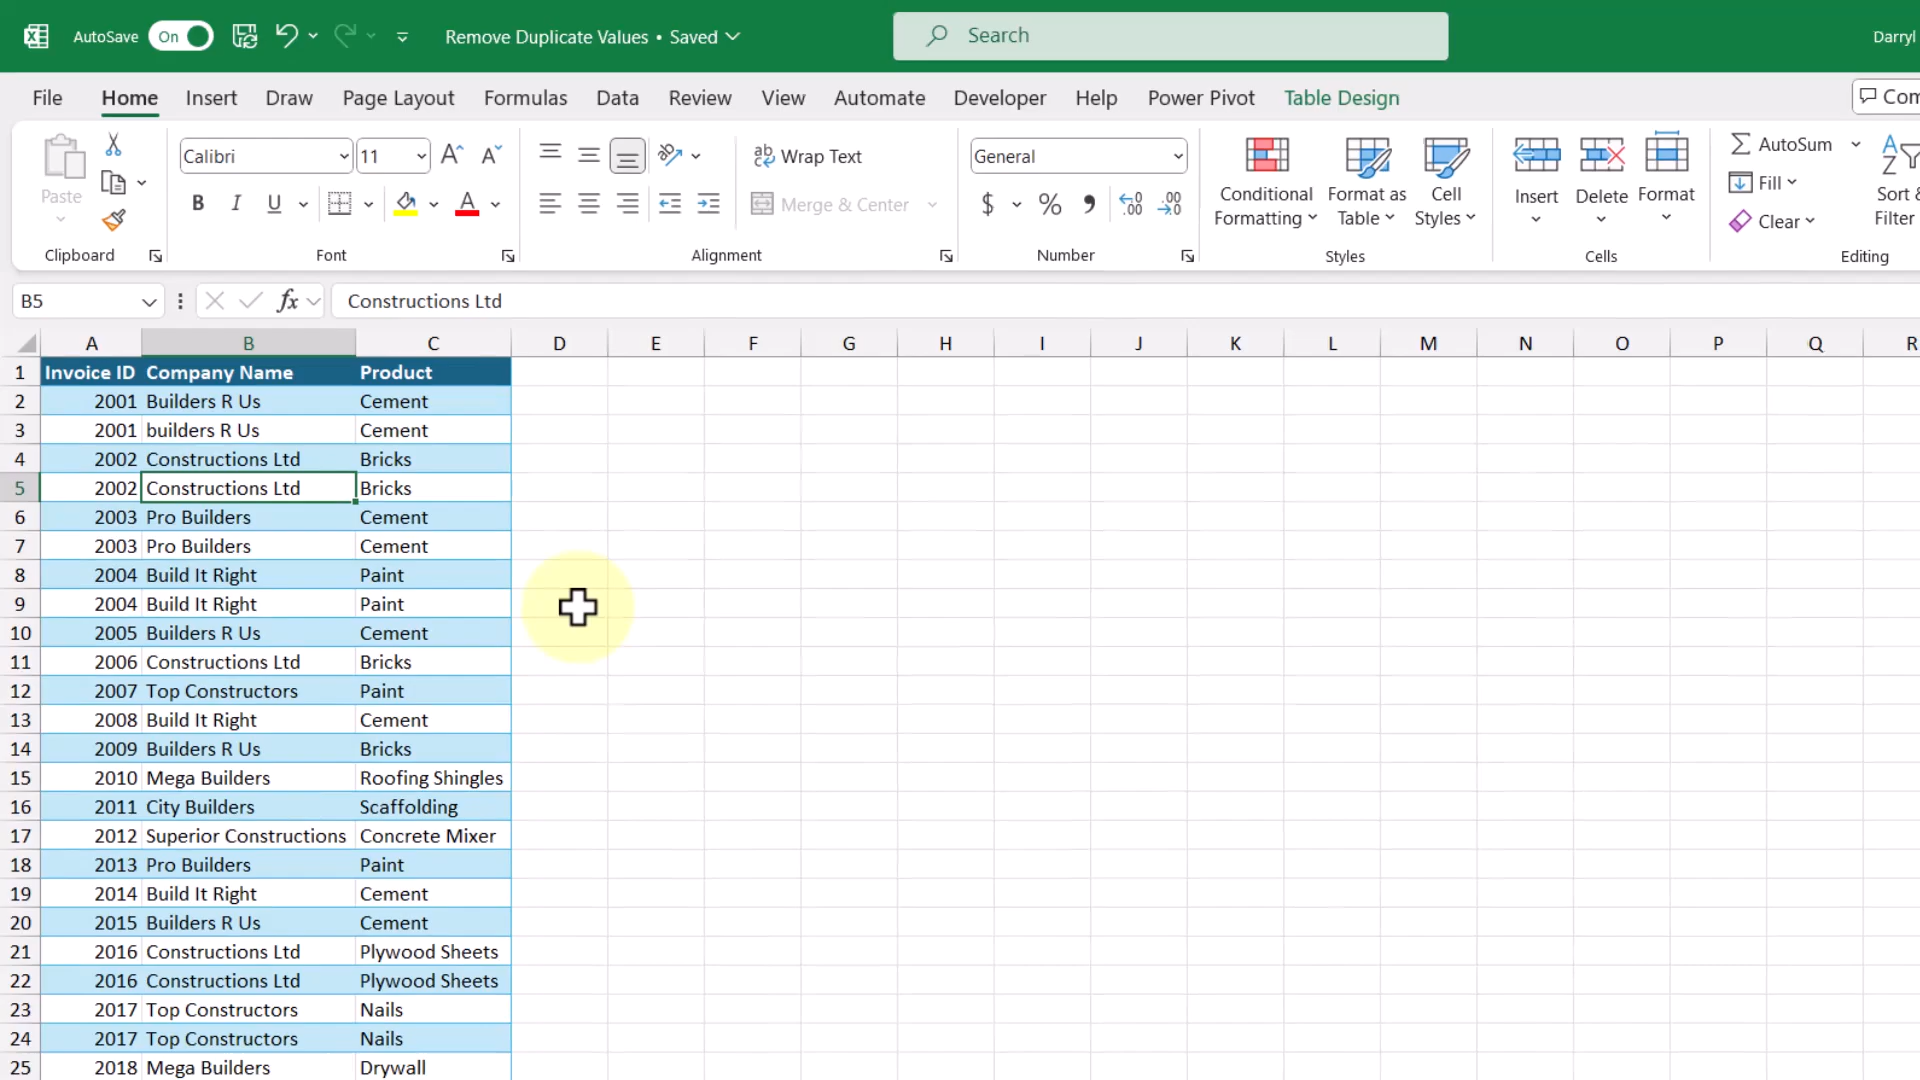 AutoSave On Remove Duplicate Values • Saved Search Darryl
File Home Insert Draw Page Layout Formulas Data Review View Automate Developer Help Power Pivot Table Design Com
Paste Calibri 11 A A Wrap Text General Conditional Formatting Format as Table Cell Styles Insert Delete Format AutoSum Sort &
B I U A Merge & Center $ % Fill Filter
Clear
Clipboard Font Alignment Number Styles Cells Editing
B5 fx Constructions Ltd
A B C D E F G H I J K L M N O P Q R
1 Invoice ID Company Name Product
2 2001 Builders R Us Cement
3 2001 builders R Us Cement
4 2002 Constructions Ltd Bricks
5 2002 Constructions Ltd Bricks
6 2003 Pro Builders Cement
7 2003 Pro Builders Cement
8 2004 Build It Right Paint
9 2004 Build It Right Paint
10 2005 Builders R Us Cement
11 2006 Constructions Ltd Bricks
12 2007 Top Constructors Paint
13 2008 Build It Right Cement
14 2009 Builders R Us Bricks
15 2010 Mega Builders Roofing Shingles
16 2011 City Builders Scaffolding
17 2012 Superior Constructions Concrete Mixer
18 2013 Pro Builders Paint
19 2014 Build It Right Cement
20 2015 Builders R Us Cement
21 2016 Constructions Ltd Plywood Sheets
22 2016 Constructions Ltd Plywood Sheets
23 2017 Top Constructors Nails
24 2017 Top Constructors Nails
25 2018 Mega Builders Drywall